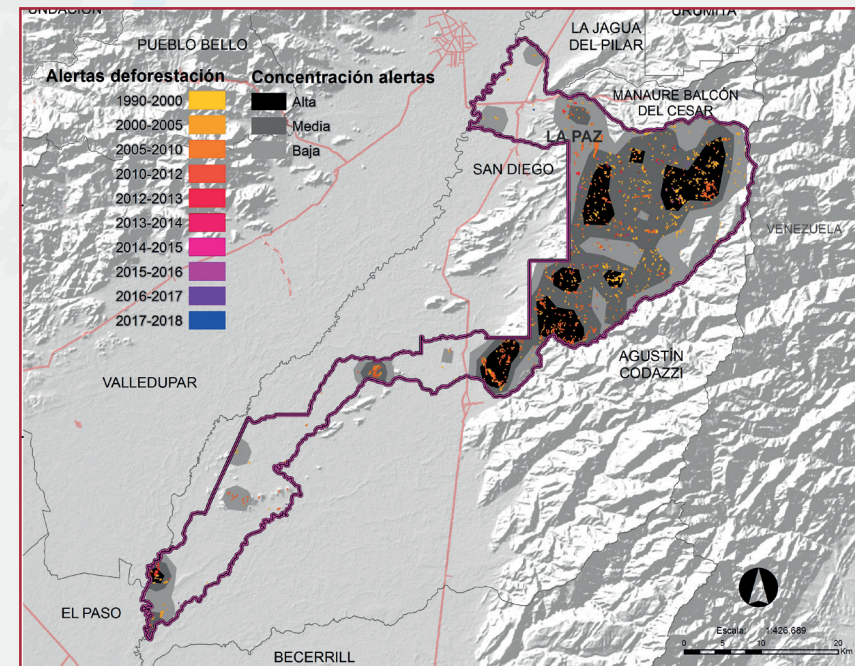 FUNDACIÓN
URUMITA
LA JAGUA
DEL PILAR
PUEBLO BELLO
Alertas deforestación
1990-2000
2000-2005
2005-2010
2010-2012
2012-2013
2013-2014
2014-2015
2015-2016
2016-2017
2017-2018
Concentración alertas
Alta
Media
Baja
MANAURE BALCÓN
DEL CESAR
LA PAZ
SAN DIEGO
VENEZUELA
AGUSTÍN
CODAZZI
VALLEDUPAR
EL PASO
BECERRILL
Escala: 1:426.689
0 5 10 20
Km